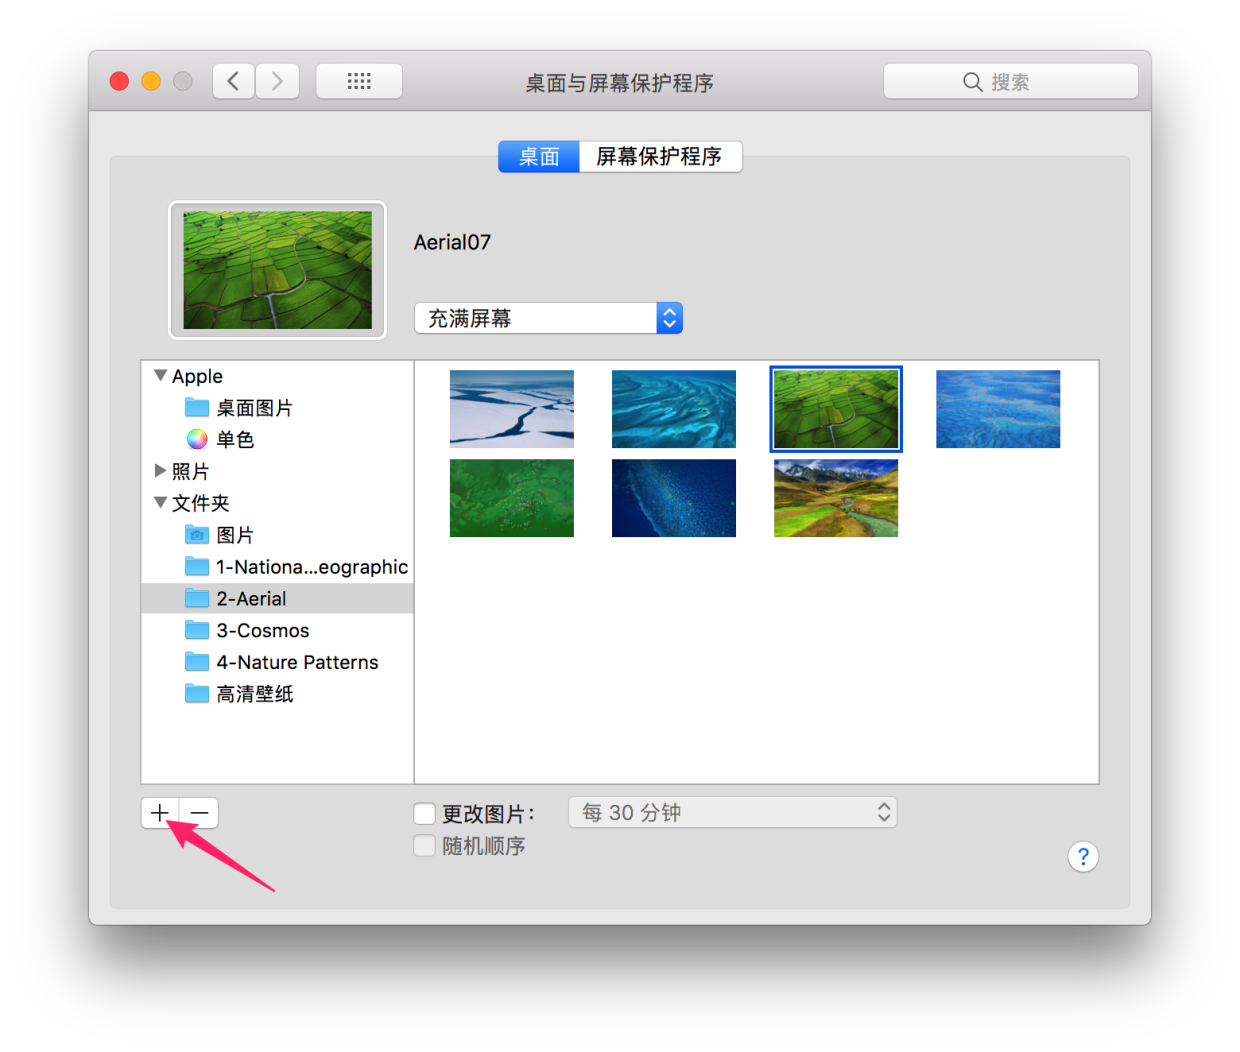 桌面与屏幕保护程序
搜索
桌面
屏幕保护程序
Aerial07
充满屏幕
Apple
桌面图片
单色
照片
文件夹
图片
1-Nationa...eographic
2-Aerial
3-Cosmos
4-Nature Patterns
高清壁纸
更改图片：
每 30 分钟
随机顺序
?